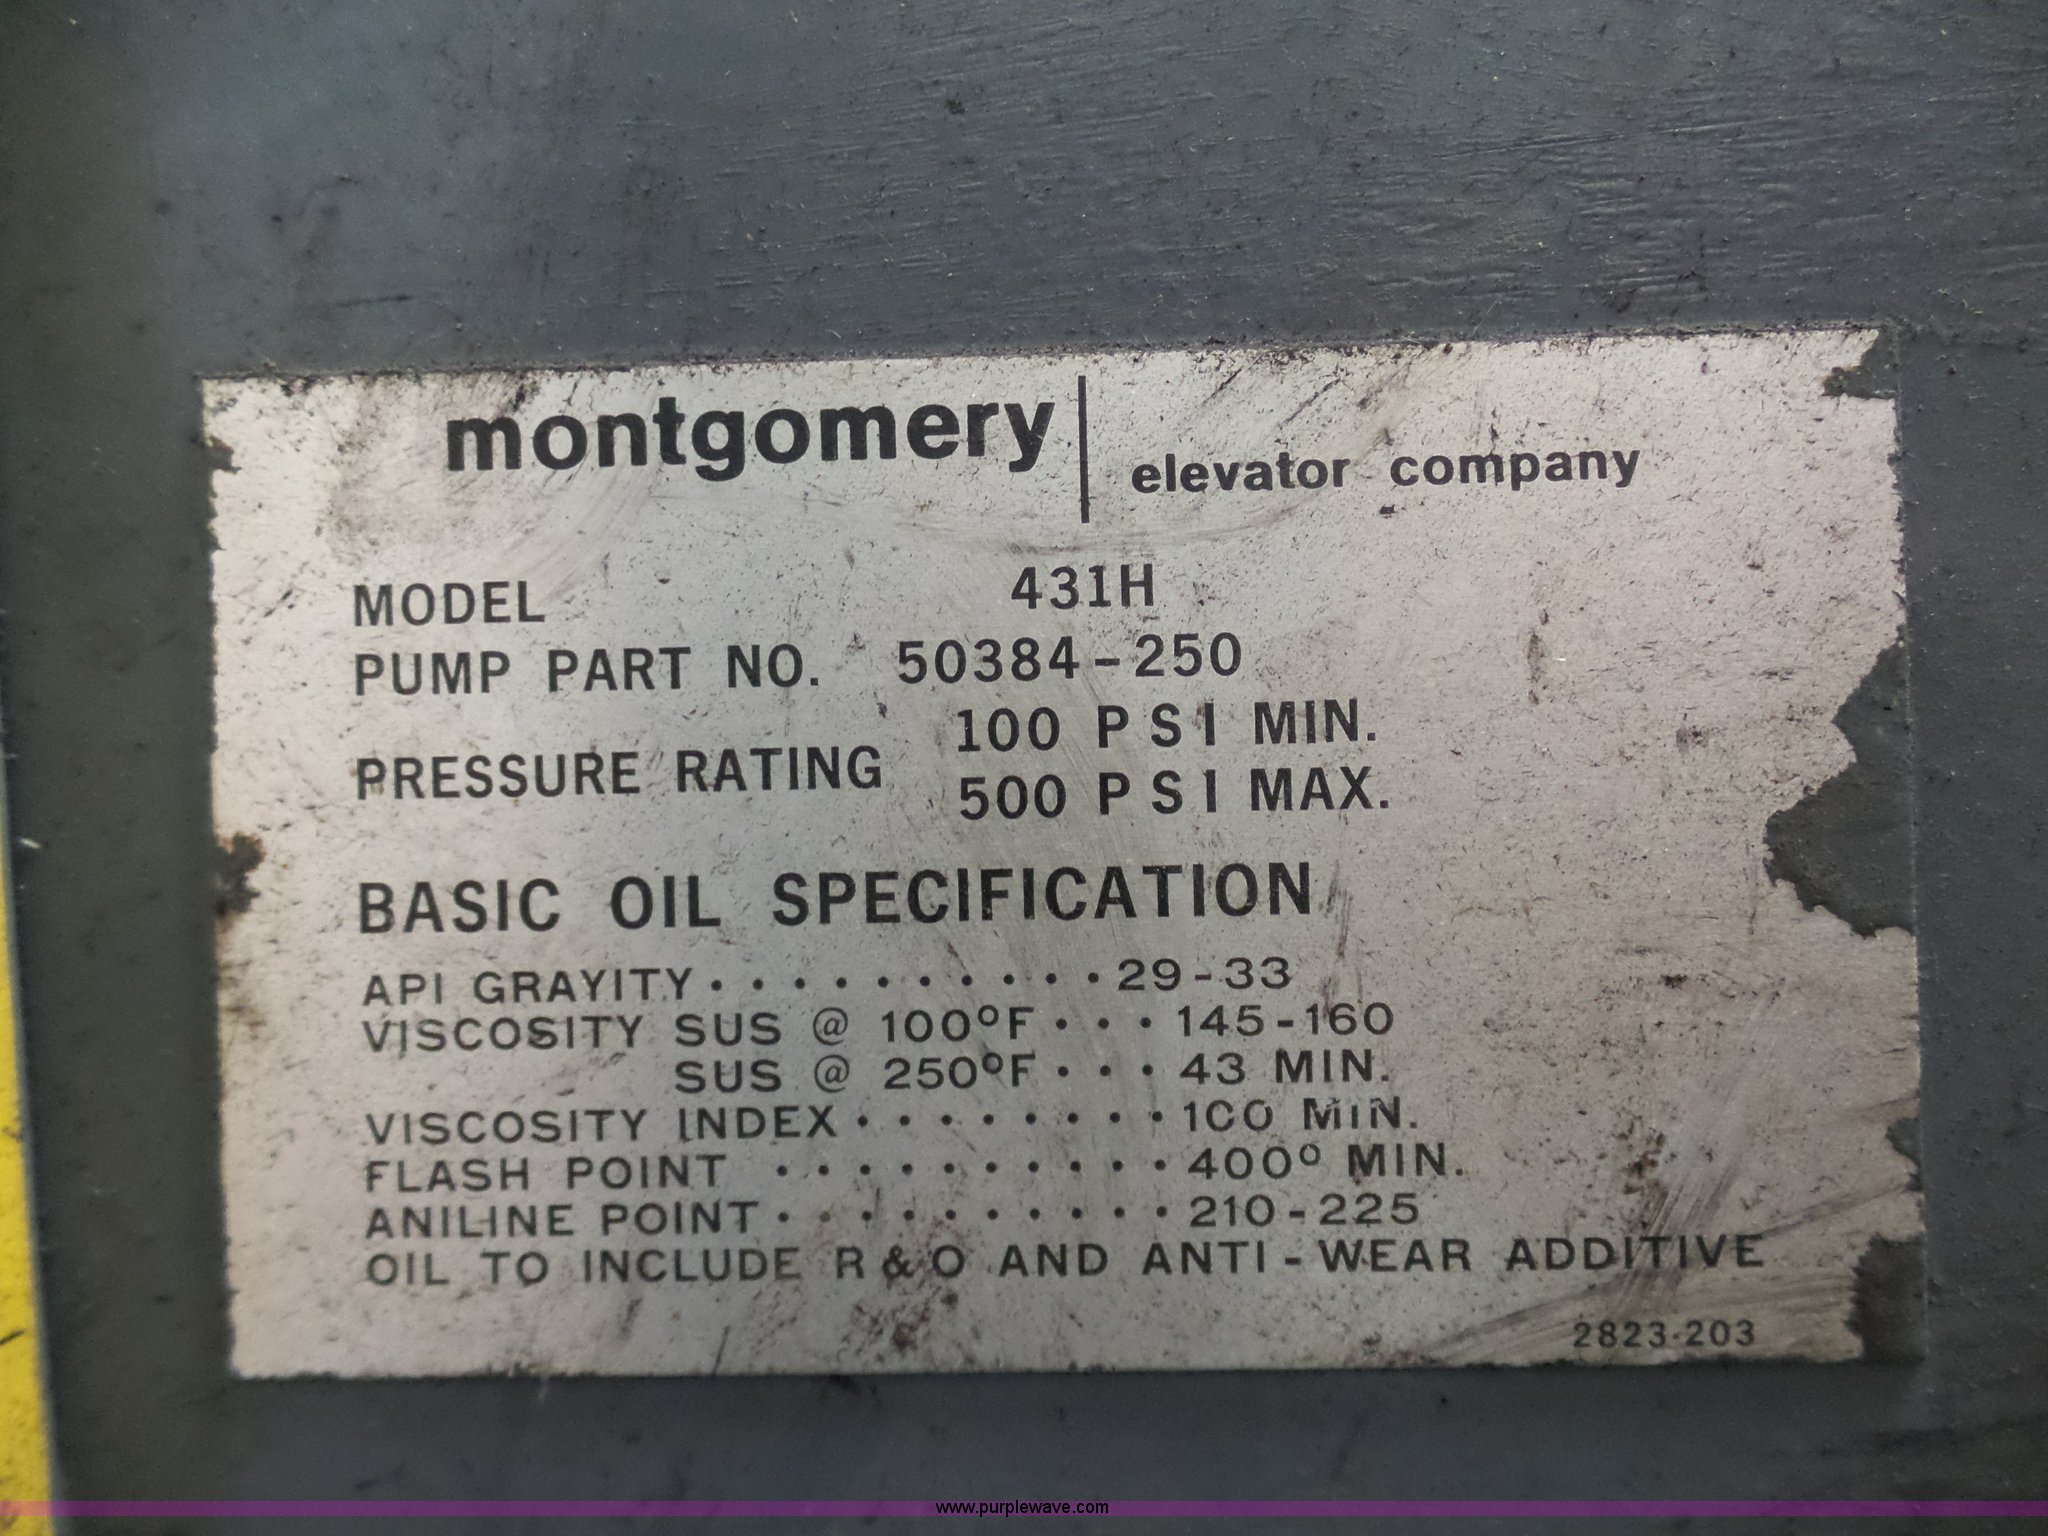 montgomery | elevator company
MODEL 431H
PUMP PART NO. 50384-250
PRESSURE RATING 100 PSI MIN.
500 PSI MAX.
BASIC OIL SPECIFICATION
API GRAYITY . . . . . . . . . . 29-33
VISCOSITY SUS @ 100°F . . . 145-160
SUS @ 250°F . . . 43 MIN.
VISCOSITY INDEX . . . . . . . . 100 MIN.
FLASH POINT . . . . . . . . . . 400° MIN.
ANILINE POINT . . . . . . . . . . 210-225
OIL TO INCLUDE R & O AND ANTI-WEAR ADDITIVE
2823-203
www.purplewave.com